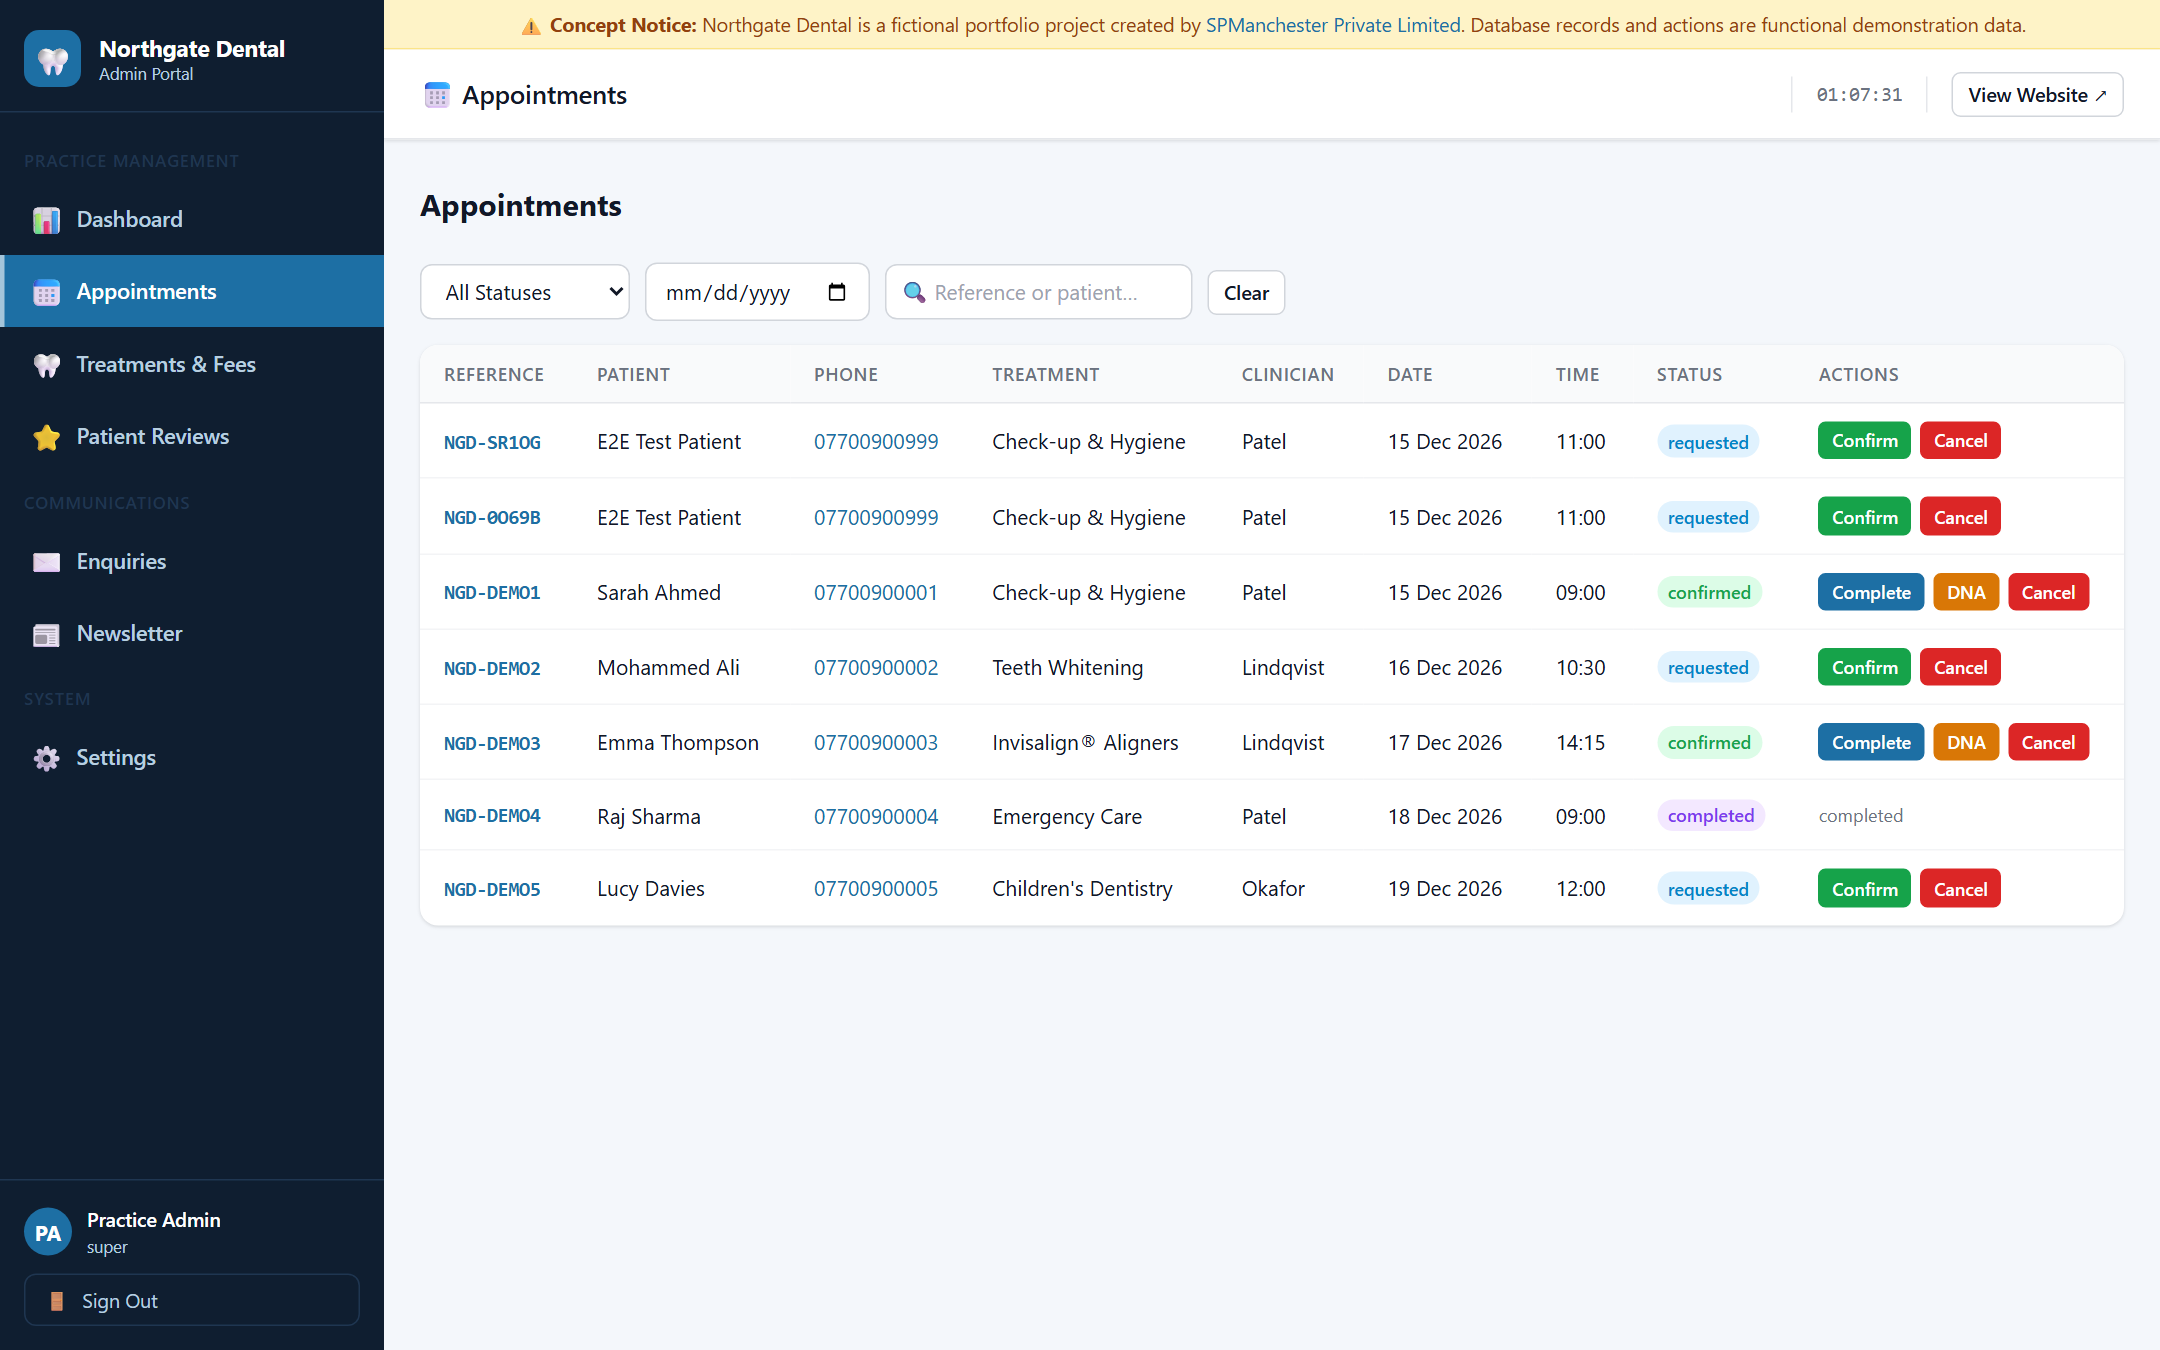 Northgate Dental
Admin Portal
PRACTICE MANAGEMENT
Dashboard
Appointments
Treatments & Fees
Patient Reviews
COMMUNICATIONS
Enquiries
Newsletter
SYSTEM
Settings
PA
Practice Admin
super
Sign Out
Concept Notice: Northgate Dental is a fictional portfolio project created by SPManchester Private Limited. Database records and actions are functional demonstration data.
Appointments
01:07:31
View Website ↗
Appointments
All Statuses
mm/dd/yyyy
Reference or patient...
Clear
REFERENCE PATIENT PHONE TREATMENT CLINICIAN DATE TIME STATUS ACTIONS
NGD-SR1OG E2E Test Patient 07700900999 Check-up & Hygiene Patel 15 Dec 2026 11:00 requested Confirm Cancel
NGD-0O69B E2E Test Patient 07700900999 Check-up & Hygiene Patel 15 Dec 2026 11:00 requested Confirm Cancel
NGD-DEMO1 Sarah Ahmed 07700900001 Check-up & Hygiene Patel 15 Dec 2026 09:00 confirmed Complete DNA Cancel
NGD-DEMO2 Mohammed Ali 07700900002 Teeth Whitening Lindqvist 16 Dec 2026 10:30 requested Confirm Cancel
NGD-DEMO3 Emma Thompson 07700900003 Invisalign® Aligners Lindqvist 17 Dec 2026 14:15 confirmed Complete DNA Cancel
NGD-DEMO4 Raj Sharma 07700900004 Emergency Care Patel 18 Dec 2026 09:00 completed completed
NGD-DEMO5 Lucy Davies 07700900005 Children's Dentistry Okafor 19 Dec 2026 12:00 requested Confirm Cancel